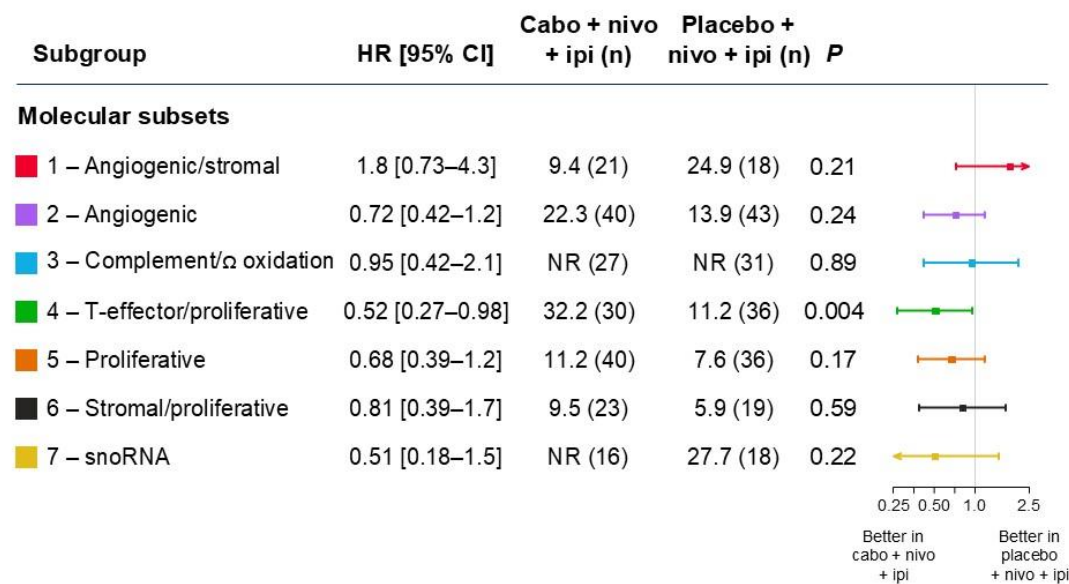 Subgroup HR [95% CI] Cabo + nivo + ipi (n) Placebo + nivo + ipi (n) P
Molecular subsets
1 – Angiogenic/stromal 1.8 [0.73–4.3] 9.4 (21) 24.9 (18) 0.21
2 – Angiogenic 0.72 [0.42–1.2] 22.3 (40) 13.9 (43) 0.24
3 – Complement/Ω oxidation 0.95 [0.42–2.1] NR (27) NR (31) 0.89
4 – T-effector/proliferative 0.52 [0.27–0.98] 32.2 (30) 11.2 (36) 0.004
5 – Proliferative 0.68 [0.39–1.2] 11.2 (40) 7.6 (36) 0.17
6 – Stromal/proliferative 0.81 [0.39–1.7] 9.5 (23) 5.9 (19) 0.59
7 – snoRNA 0.51 [0.18–1.5] NR (16) 27.7 (18) 0.22
0.25 0.50 1.0 2.5
Better in
cabo + nivo
+ ipi
Better in
placebo
+ nivo + ipi